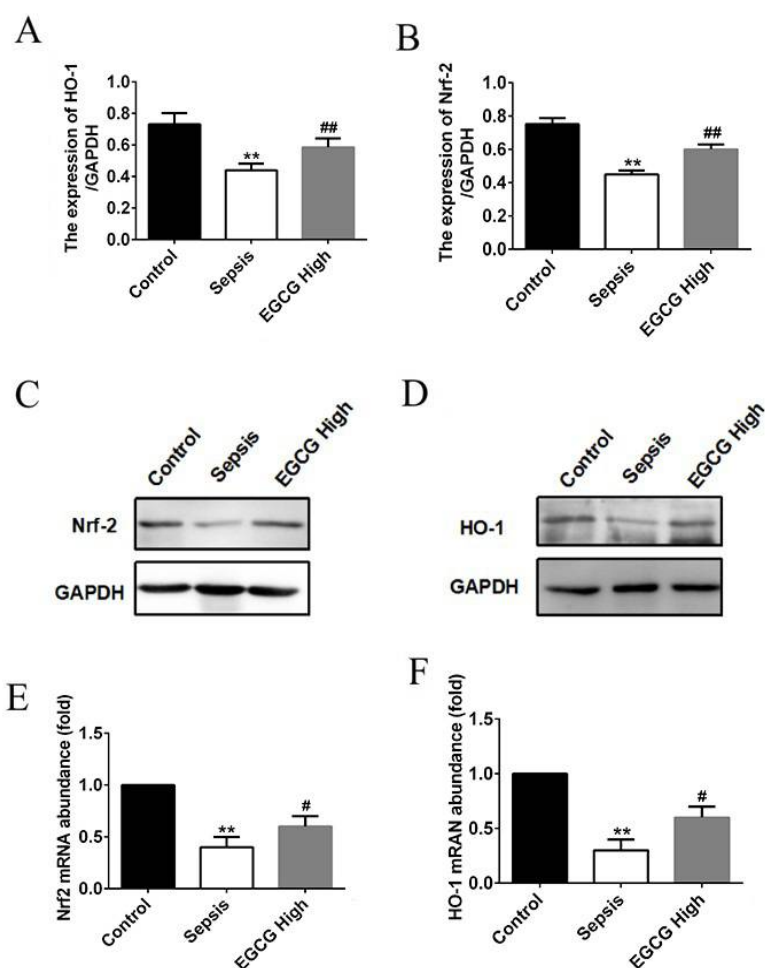 A
The expression of HO-1
/GAPDH
1.0
0.8
0.6
0.4
0.2
0.0
**
##
Control
Sepsis
EGCG High
B
The expression of Nrf-2
/GAPDH
1.0
0.8
0.6
0.4
0.2
0.0
**
##
Control
Sepsis
EGCG High
C
Control
Sepsis
EGCG High
Nrf-2
GAPDH
D
Control
Sepsis
EGCG High
HO-1
GAPDH
E
Nrf2 mRNA abundance (fold)
1.5
1.0
0.5
0.0
**
#
Control
Sepsis
EGCG High
F
HO-1 mRAN abundance (fold)
1.5
1.0
0.5
0.0
**
#
Control
Sepsis
EGCG High